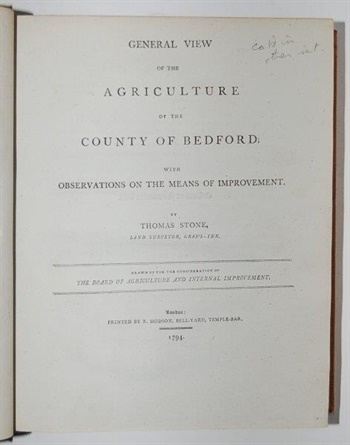 GENERAL VIEW
OF THE
AGRICULTURE
OF THE
COUNTY OF BEDFORD:
WITH
OBSERVATIONS ON THE MEANS OF IMPROVEMENT.
BY
THOMAS STONE,
LAND SURVEYOR, GRAY'S-INN.
DRAWN UP FOR THE CONSIDERATION OF
THE BOARD OF AGRICULTURE AND INTERNAL IMPROVEMENT.
London:
PRINTED BY E. HODSON, BELL-YARD, TEMPLE-BAR,
1794.